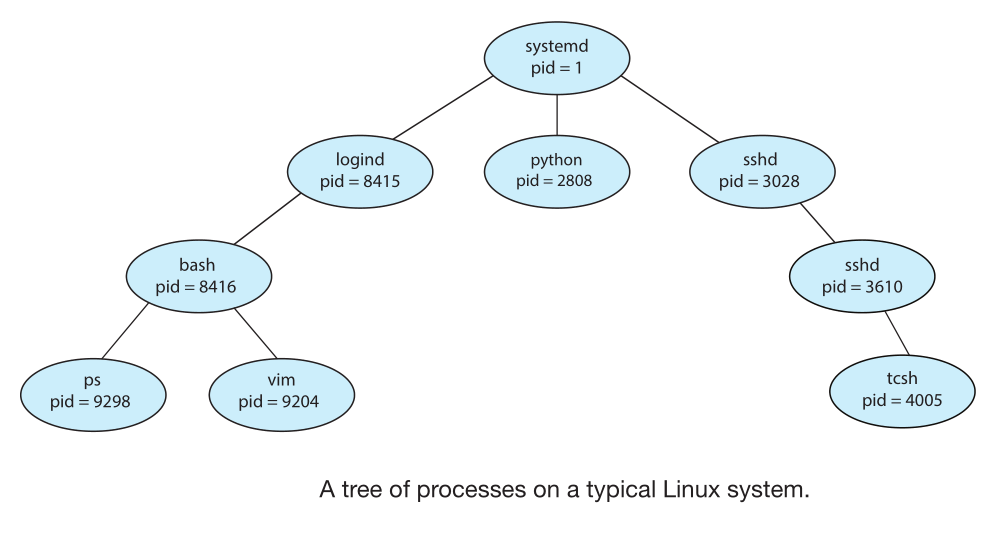 systemd
pid = 1
logind
pid = 8415
python
pid = 2808
sshd
pid = 3028
bash
pid = 8416
sshd
pid = 3610
ps
pid = 9298
vim
pid = 9204
tcsh
pid = 4005
A tree of processes on a typical Linux system.